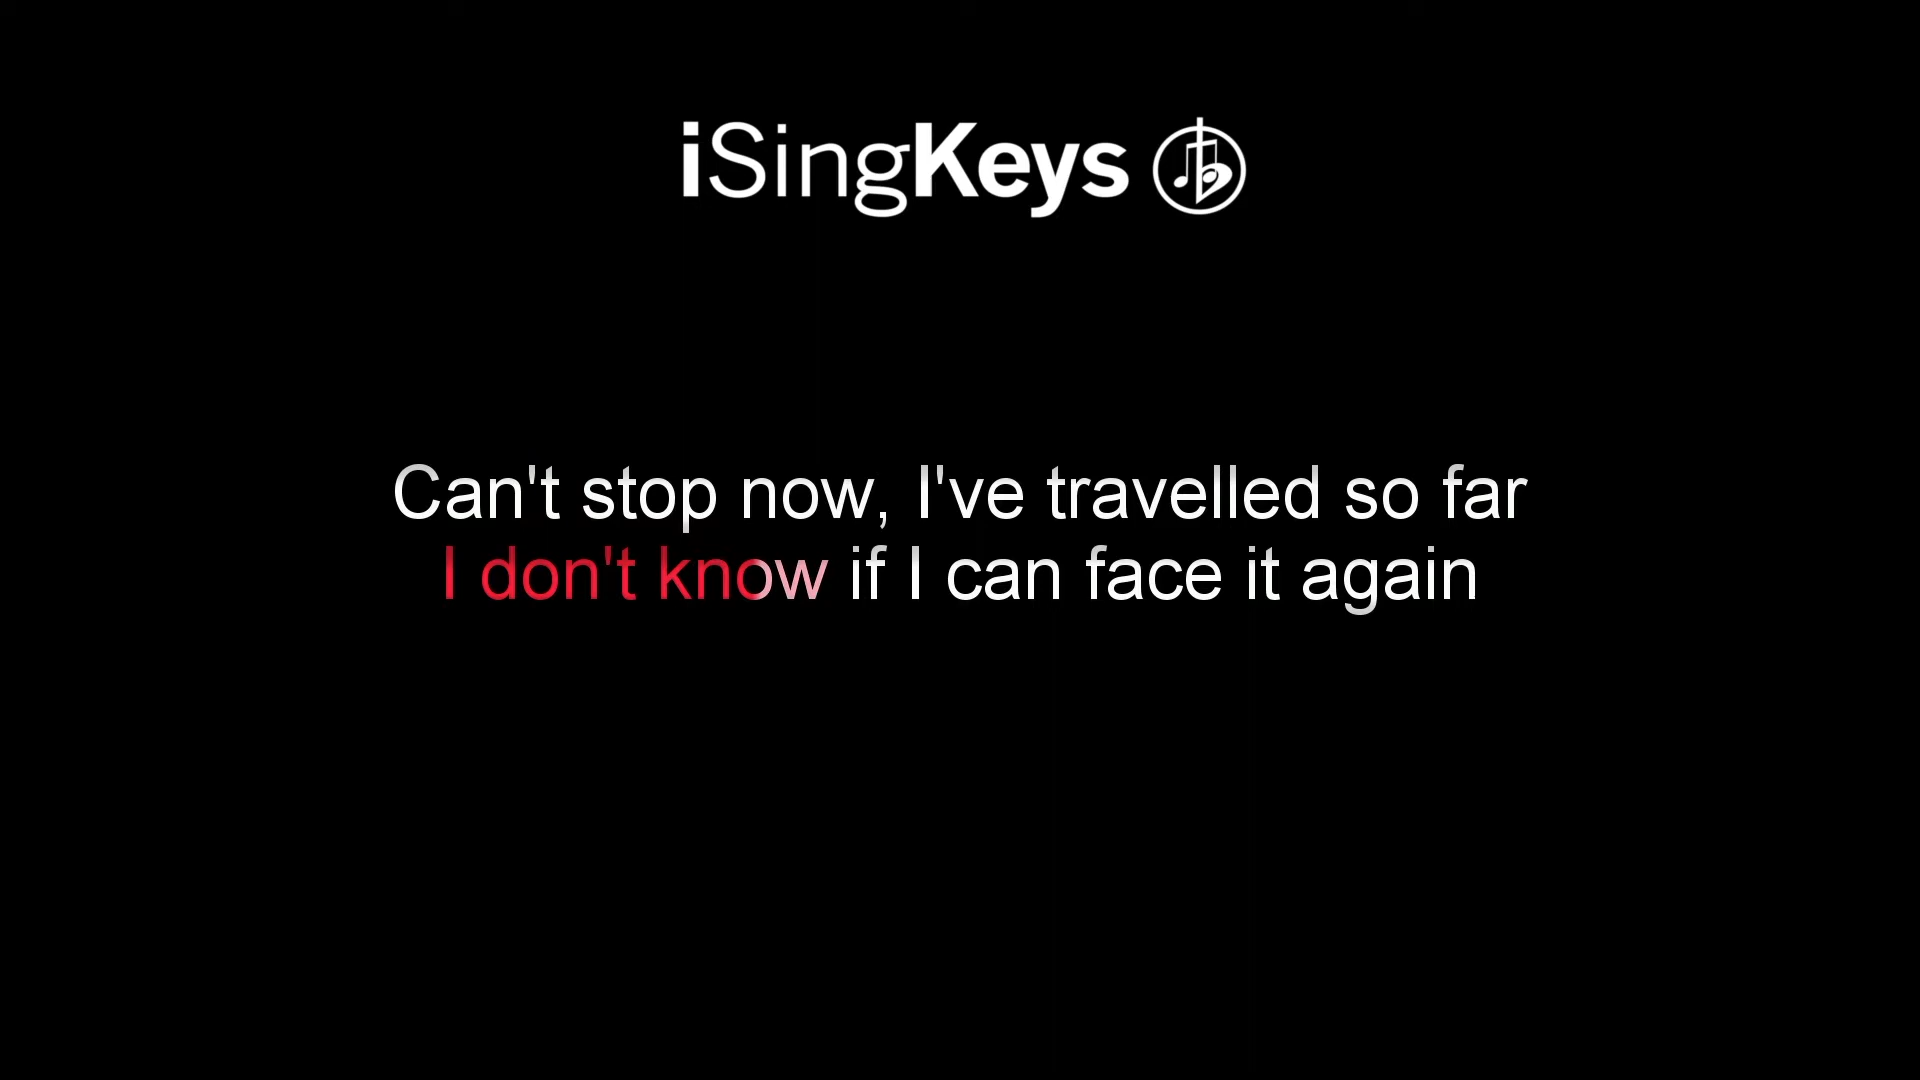 iSingKeys
Can't stop now, I've travelled so far
I don't know if I can face it again